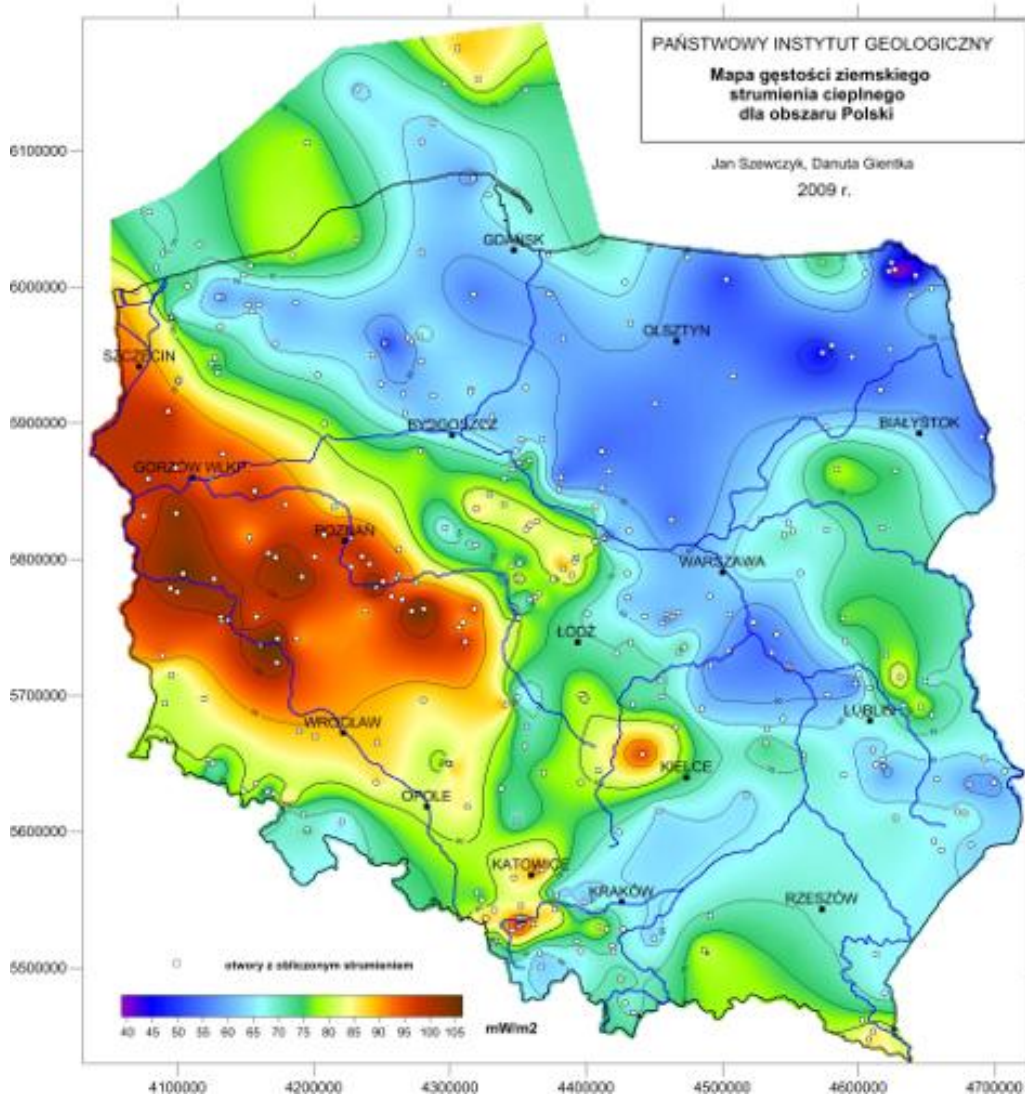 PAŃSTWOWY INSTYTUT GEOLOGICZNY
Mapa gęstości ziemskiego
strumienia cieplnego
dla obszaru Polski
Jan Szewczyk, Danuta Gientka
2009 r.
6100000
GDAŃSK
6000000
OLSZTYN
SZCZECIN
5900000
BYDGOSZCZ
BIAŁYSTOK
GORZÓW WLKP
POZNAŃ
5800000
WARSZAWA
ŁÓDŹ
5700000
LUBLIN
WROCŁAW
KIELCE
OPOLE
5600000
KATOWICE
KRAKÓW
RZESZÓW
5500000
otwory z obliczonym strumieniem
40 45 50 55 60 65 70 75 80 85 90 95 100 105 mW/m2
4100000 4200000 4300000 4400000 4500000 4600000 4700000